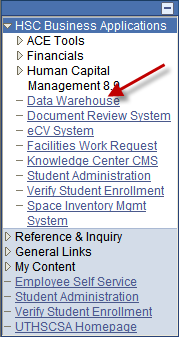 HSC Business Applications
ACE Tools
Financials
Human Capital
Management 8.9
Data Warehouse
Document Review System
eCV System
Facilities Work Request
Knowledge Center CMS
Student Administration
Verify Student Enrollment
Space Inventory Mgmt
System
Reference & Inquiry
General Links
My Content
Employee Self Service
Student Administration
Verify Student Enrollment
UTHSCSA Homepage